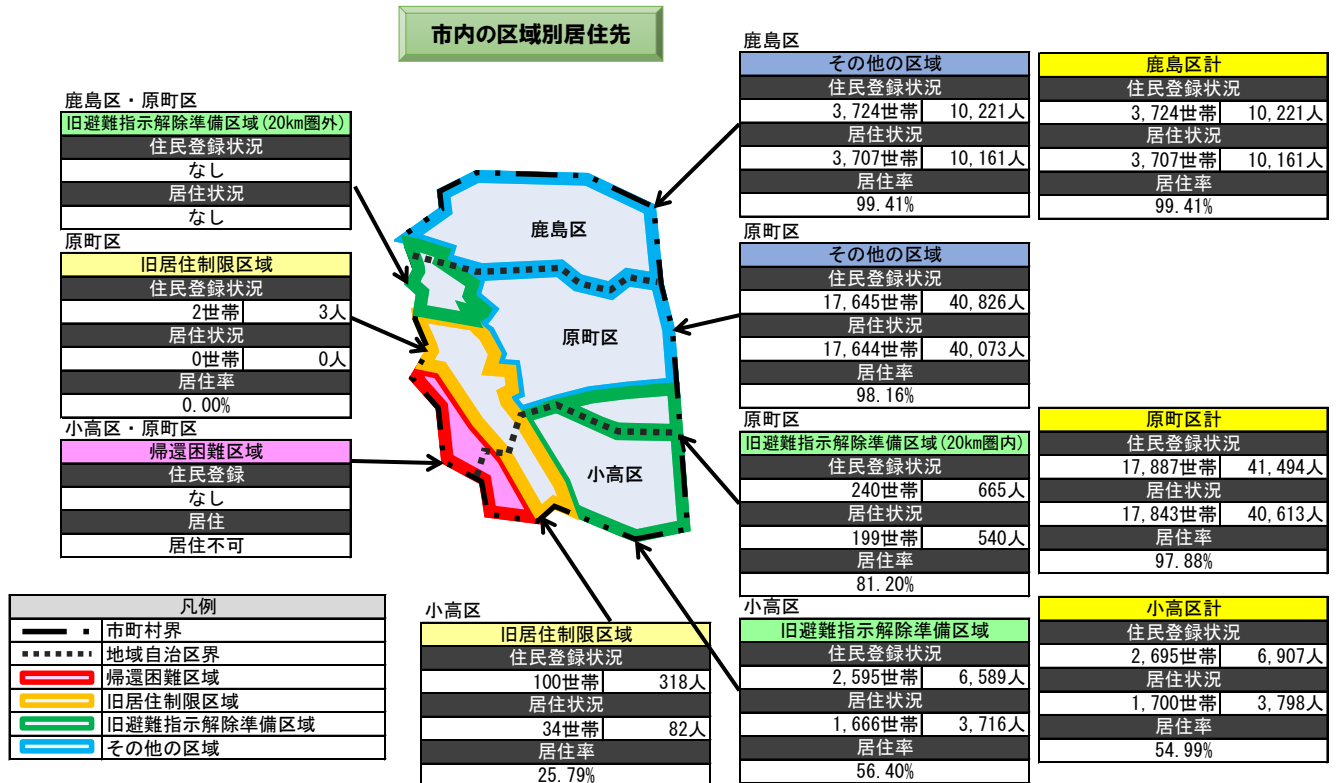 市内の区域別居住先
鹿島区・原町区
旧避難指示解除準備区域(20km圏外)
住民登録状況
なし
居住状況
なし
原町区
旧居住制限区域
住民登録状況
2世帯 3人
居住状況
0世帯 0人
居住率
0.00%
小高区・原町区
帰還困難区域
住民登録
なし
居住
居住不可
鹿島区
原町区
小高区
鹿島区
その他の区域
住民登録状況
3,724世帯 10,221人
居住状況
3,707世帯 10,161人
居住率
99.41%
鹿島区計
住民登録状況
3,724世帯 10,221人
居住状況
3,707世帯 10,161人
居住率
99.41%
原町区
その他の区域
住民登録状況
17,645世帯 40,826人
居住状況
17,644世帯 40,073人
居住率
98.16%
原町区
旧避難指示解除準備区域(20km圏内)
住民登録状況
240世帯 665人
居住状況
199世帯 540人
居住率
81.20%
原町区計
住民登録状況
17,887世帯 41,494人
居住状況
17,843世帯 40,613人
居住率
97.88%
凡例
市町村界
地域自治区界
帰還困難区域
旧居住制限区域
旧避難指示解除準備区域
その他の区域
小高区
旧居住制限区域
住民登録状況
100世帯 318人
居住状況
34世帯 82人
居住率
25.79%
小高区
旧避難指示解除準備区域
住民登録状況
2,595世帯 6,589人
居住状況
1,666世帯 3,716人
居住率
56.40%
小高区計
住民登録状況
2,695世帯 6,907人
居住状況
1,700世帯 3,798人
居住率
54.99%